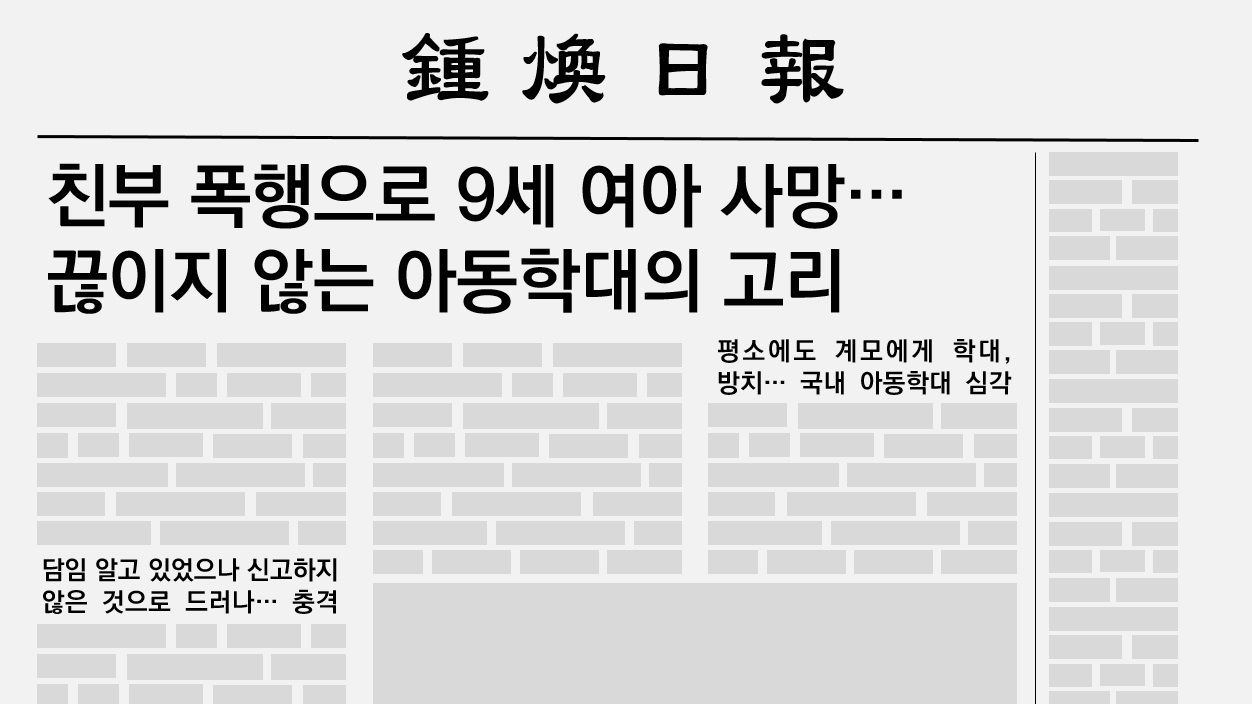 鍾煥日報
친부 폭행으로 9세 여아 사망…
끊이지 않는 아동학대의 고리
평소에도 계모에게 학대,
방치… 국내 아동학대 심각
담임 알고 있었으나 신고하지
않은 것으로 드러나… 충격